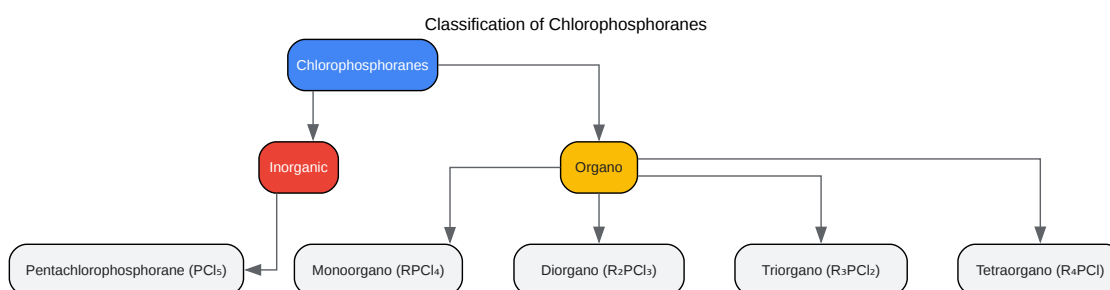 Classification of Chlorophosphoranes
Chlorophosphoranes
Inorganic
Organo
Pentachlorophosphorane (PCl₅)
Monoorgano (RPCl₄)
Diorgano (R₂PCl₃)
Triorgano (R₃PCl₂)
Tetraorgano (R₄PCl)